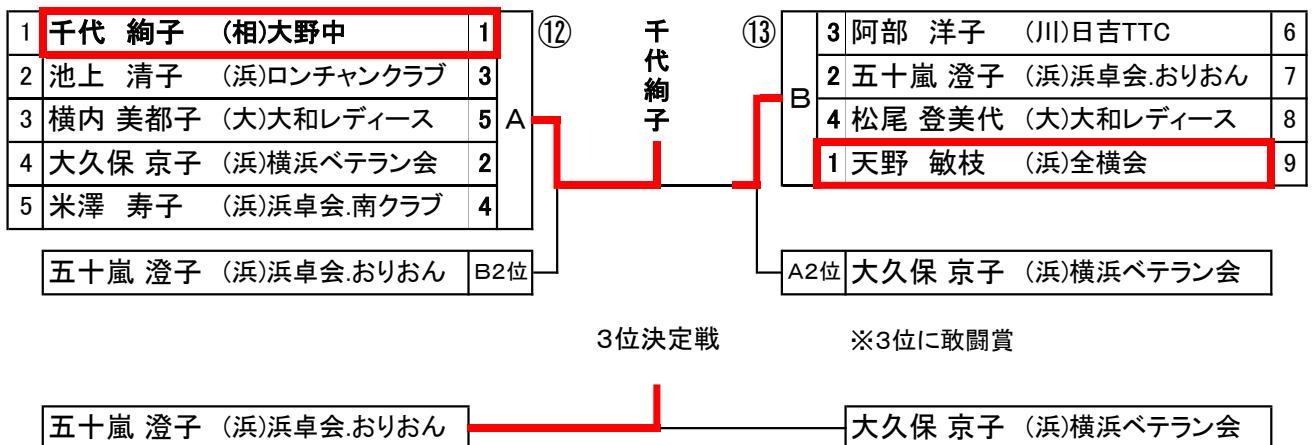 1 千代 絢子 (相)大野中 1
2 池上 清子 (浜)ロンチャンクラブ 3
3 横内 美都子 (大)大和レディース 5
4 大久保 京子 (浜)横浜ベテラン会 2
5 米澤 寿子 (浜)浜卓会.南クラブ 4
A
⑫
千代絢子
⑬
B
3 阿部 洋子 (川)日吉TTC 6
2 五十嵐 澄子 (浜)浜卓会.おりおん 7
4 松尾 登美代 (大)大和レディース 8
1 天野 敏枝 (浜)全横会 9
五十嵐 澄子 (浜)浜卓会.おりおん B2位
A2位 大久保 京子 (浜)横浜ベテラン会
3位決定戦 ※3位に敢闘賞
五十嵐 澄子 (浜)浜卓会.おりおん
大久保 京子 (浜)横浜ベテラン会